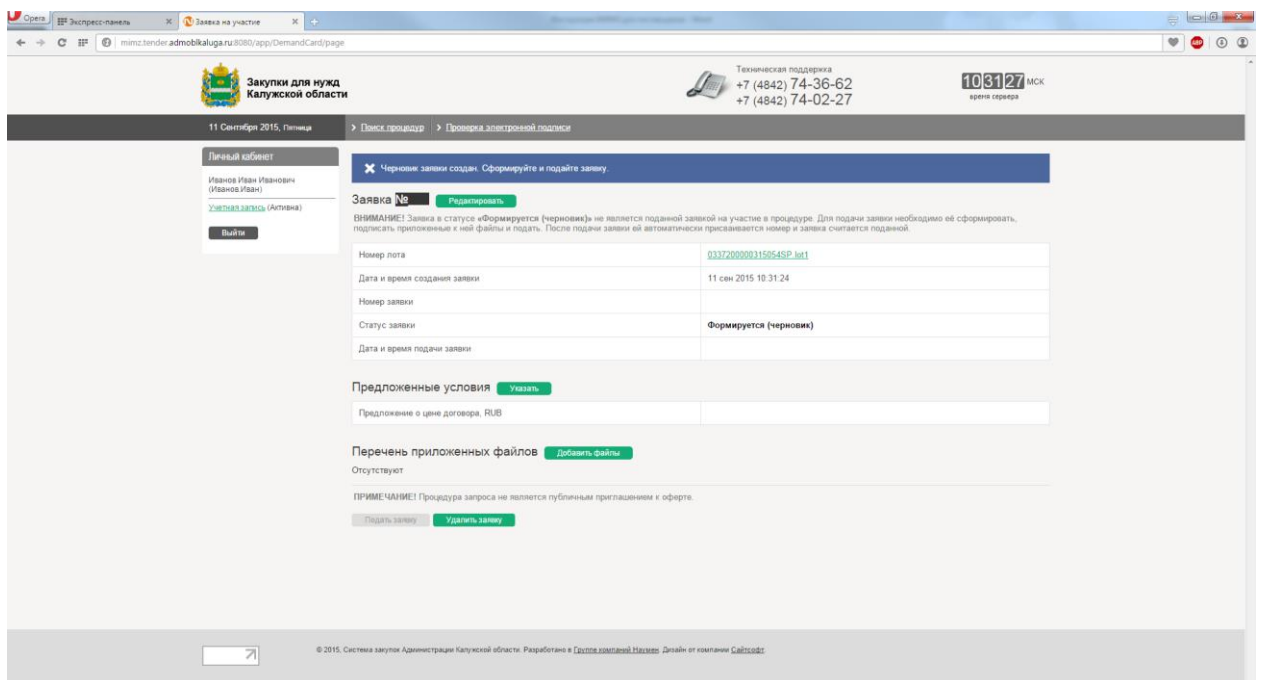 Opera
Экспресс-панель
Заявка на участие
mimz.tender.admoblkaluga.ru:8080/app/DemandCard/page
ABP
Закупки для нужд
Калужской области
Техническая поддержка
+7 (4842) 74-36-62
+7 (4842) 74-02-27
10 31 27 МСК
время сервера
11 Сентября 2015, Пятница
> Поиск процедур > Проверка электронной подписи
Личный кабинет
Иванов Иван Иванович
(Иванов.Иван)
Учетная запись (Активна)
Выйти
Черновик заявки создан. Сформируйте и подайте заявку.
Заявка № Редактировать
ВНИМАНИЕ! Заявка в статусе «Формируется (черновик)» не является поданной заявкой на участие в процедуре. Для подачи заявки необходимо её сформировать,
подписать приложенные к ней файлы и подать. После подачи заявки ей автоматически присваивается номер и заявка считается поданной.
Номер лота 0337200000315054SP.lot1
Дата и время создания заявки 11 сен 2015 10:31:24
Номер заявки
Статус заявки Формируется (черновик)
Дата и время подачи заявки
Предложенные условия Указать
Предложение о цене договора, RUB
Перечень приложенных файлов Добавить файлы
Отсутствуют
ПРИМЕЧАНИЕ! Процедура запроса не является публичным приглашением к оферте.
Подать заявку Удалить заявку
© 2015, Система закупок Администрации Калужской области. Разработано в Группе компаний Наумен. Дизайн от компании Сайтсофт.